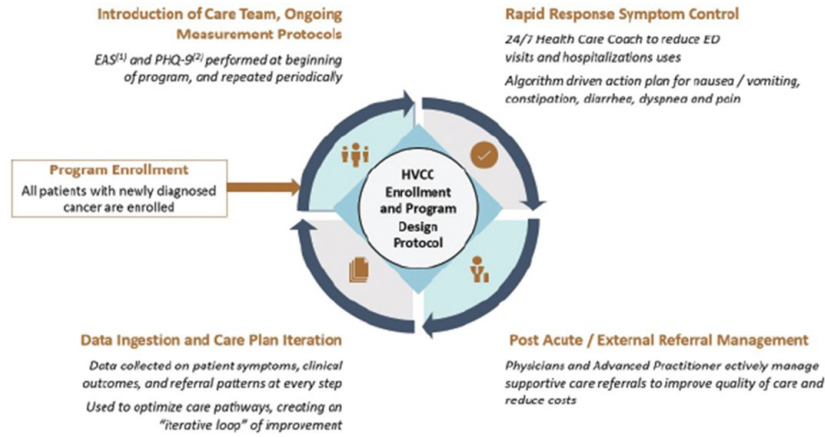 Introduction of Care Team, Ongoing
Measurement Protocols
EAS(1) and PHQ-9(2) performed at beginning
of program, and repeated periodically
Rapid Response Symptom Control
24/7 Health Care Coach to reduce ED
visits and hospitalizations uses
Algorithm driven action plan for nausea / vomiting,
constipation, diarrhea, dyspnea and pain
Program Enrollment
All patients with newly diagnosed
cancer are enrolled
HVCC
Enrollment
and Program
Design
Protocol
Data Ingestion and Care Plan Iteration
Data collected on patient symptoms, clinical
outcomes, and referral patterns at every step
Used to optimize care pathways, creating an
“iterative loop” of improvement
Post Acute / External Referral Management
Physicians and Advanced Practitioner actively manage
supportive care referrals to improve quality of care and
reduce costs